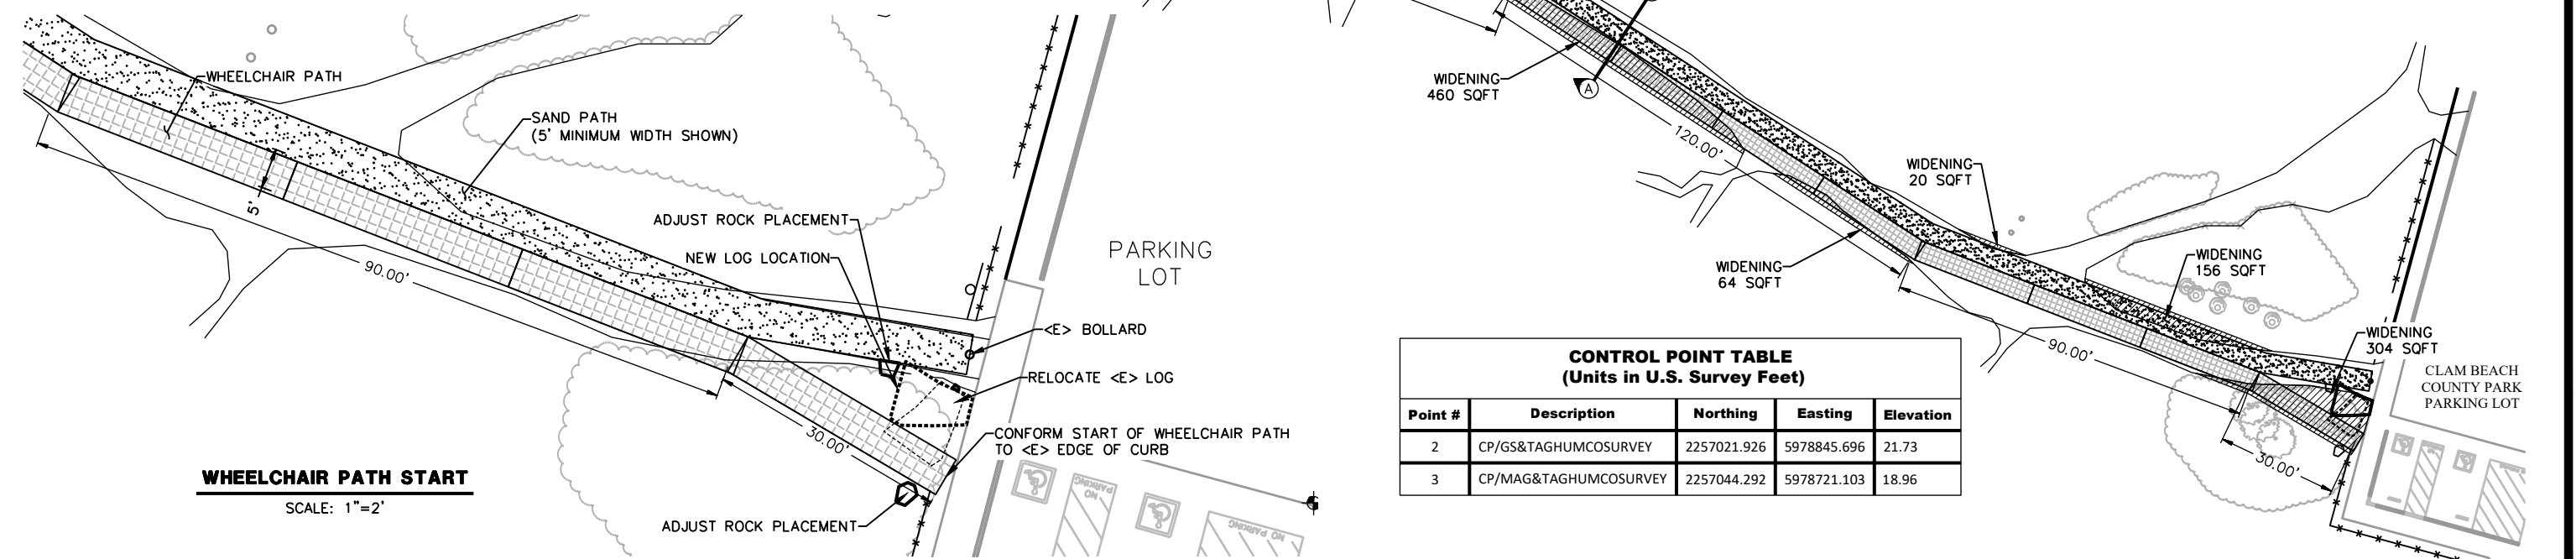 WHEELCHAIR PATH
SAND PATH
(5' MINIMUM WIDTH SHOWN)
5'
90.00'
ADJUST ROCK PLACEMENT
NEW LOG LOCATION
PARKING
LOT
<E> BOLLARD
RELOCATE <E> LOG
CONFORM START OF WHEELCHAIR PATH
TO <E> EDGE OF CURB
30.00'
WHEELCHAIR PATH START
SCALE: 1"=2'
ADJUST ROCK PLACEMENT
NO
PARKING
NO PARKING
WIDENING
460 SQFT
A
120.00'
WIDENING
20 SQFT
WIDENING
64 SQFT
WIDENING
156 SQFT
90.00'
WIDENING
304 SQFT
CLAM BEACH
COUNTY PARK
PARKING LOT
30.00'
CONTROL POINT TABLE
(Units in U.S. Survey Feet)
Point # Description Northing Easting Elevation
2 CP/GS&TAGHUMCOSURVEY 2257021.926 5978845.696 21.73
3 CP/MAG&TAGHUMCOSURVEY 2257044.292 5978721.103 18.96